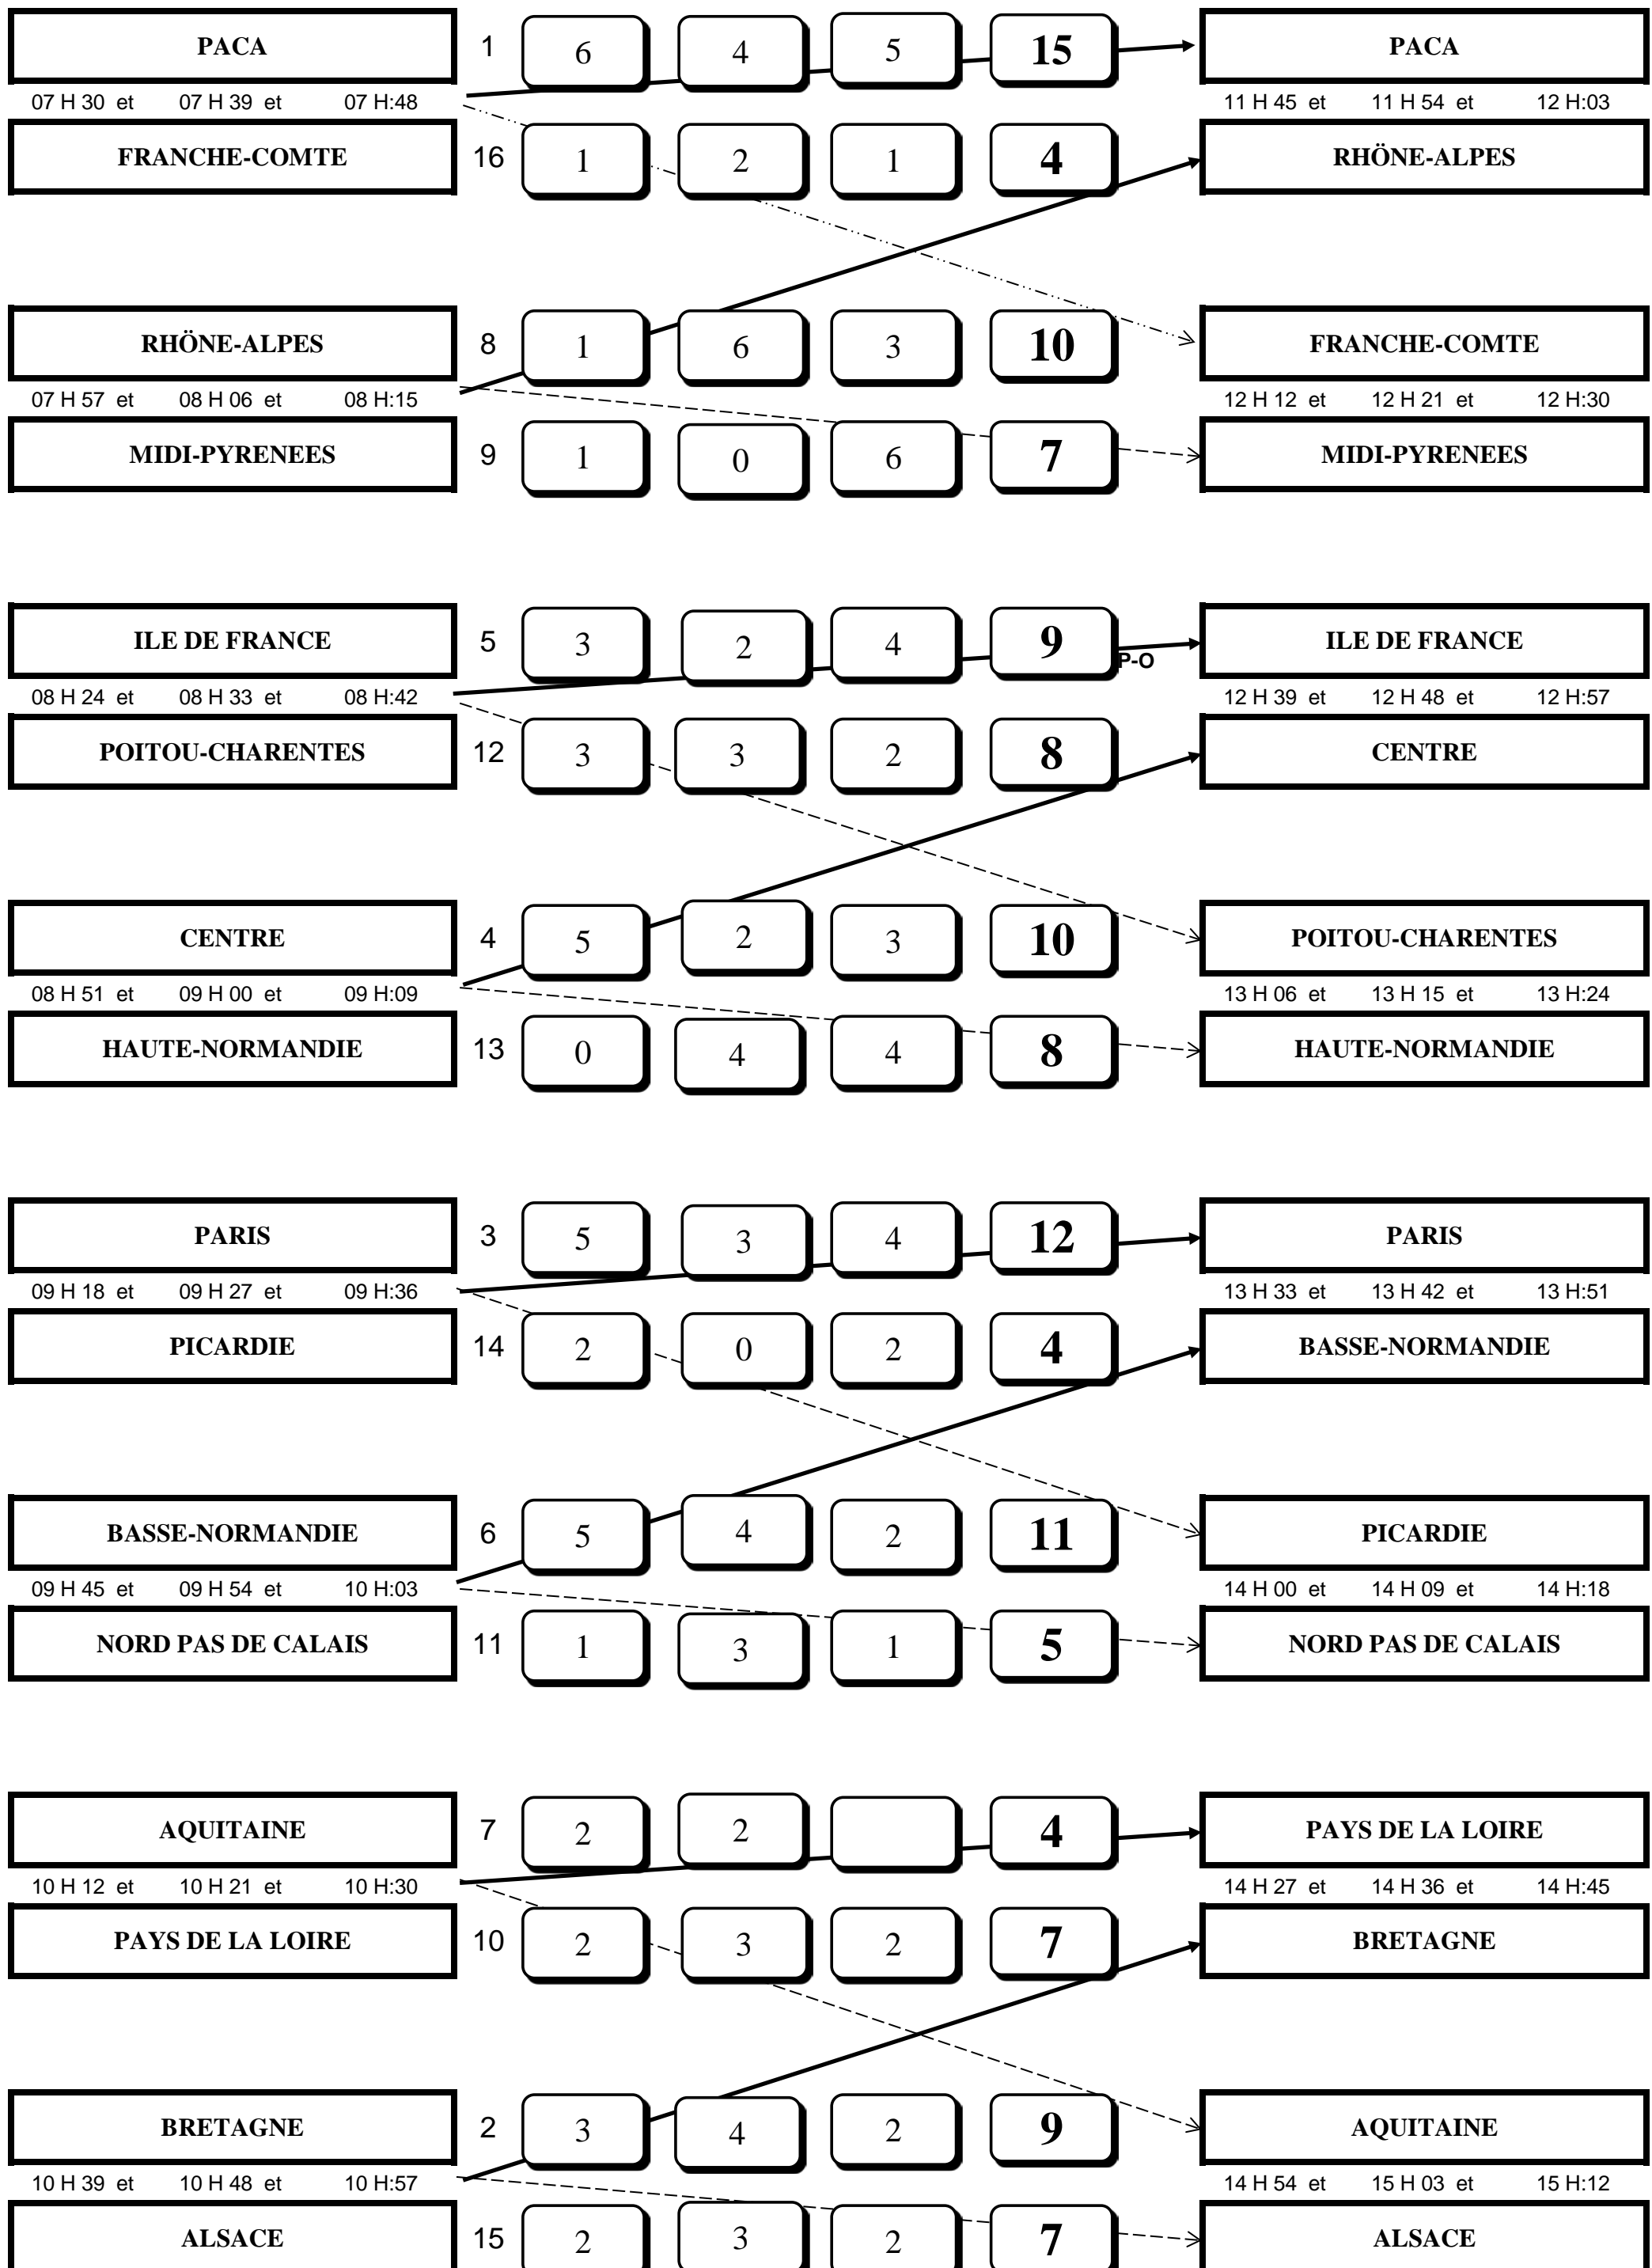 PACA 1 6 4 5 15 PACA
07 H 30 et 07 H 39 et 07 H:48 11 H 45 et 11 H 54 et 12 H:03
FRANCHE-COMTE 16 1 2 1 4 RHÖNE-ALPES
RHÖNE-ALPES 8 1 6 3 10 FRANCHE-COMTE
07 H 57 et 08 H 06 et 08 H:15 12 H 12 et 12 H 21 et 12 H:30
MIDI-PYRENEES 9 1 0 6 7 MIDI-PYRENEES
ILE DE FRANCE 5 3 2 4 9 P-O ILE DE FRANCE
08 H 24 et 08 H 33 et 08 H:42 12 H 39 et 12 H 48 et 12 H:57
POITOU-CHARENTES 12 3 3 2 8 CENTRE
CENTRE 4 5 2 3 10 POITOU-CHARENTES
08 H 51 et 09 H 00 et 09 H:09 13 H 06 et 13 H 15 et 13 H:24
HAUTE-NORMANDIE 13 0 4 4 8 HAUTE-NORMANDIE
PARIS 3 5 3 4 12 PARIS
09 H 18 et 09 H 27 et 09 H:36 13 H 33 et 13 H 42 et 13 H:51
PICARDIE 14 2 0 2 4 BASSE-NORMANDIE
BASSE-NORMANDIE 6 5 4 2 11 PICARDIE
09 H 45 et 09 H 54 et 10 H:03 14 H 00 et 14 H 09 et 14 H:18
NORD PAS DE CALAIS 11 1 3 1 5 NORD PAS DE CALAIS
AQUITAINE 7 2 2 4 PAYS DE LA LOIRE
10 H 12 et 10 H 21 et 10 H:30 14 H 27 et 14 H 36 et 14 H:45
PAYS DE LA LOIRE 10 2 3 2 7 BRETAGNE
BRETAGNE 2 3 4 2 9 AQUITAINE
10 H 39 et 10 H 48 et 10 H:57 14 H 54 et 15 H 03 et 15 H:12
ALSACE 15 2 3 2 7 ALSACE